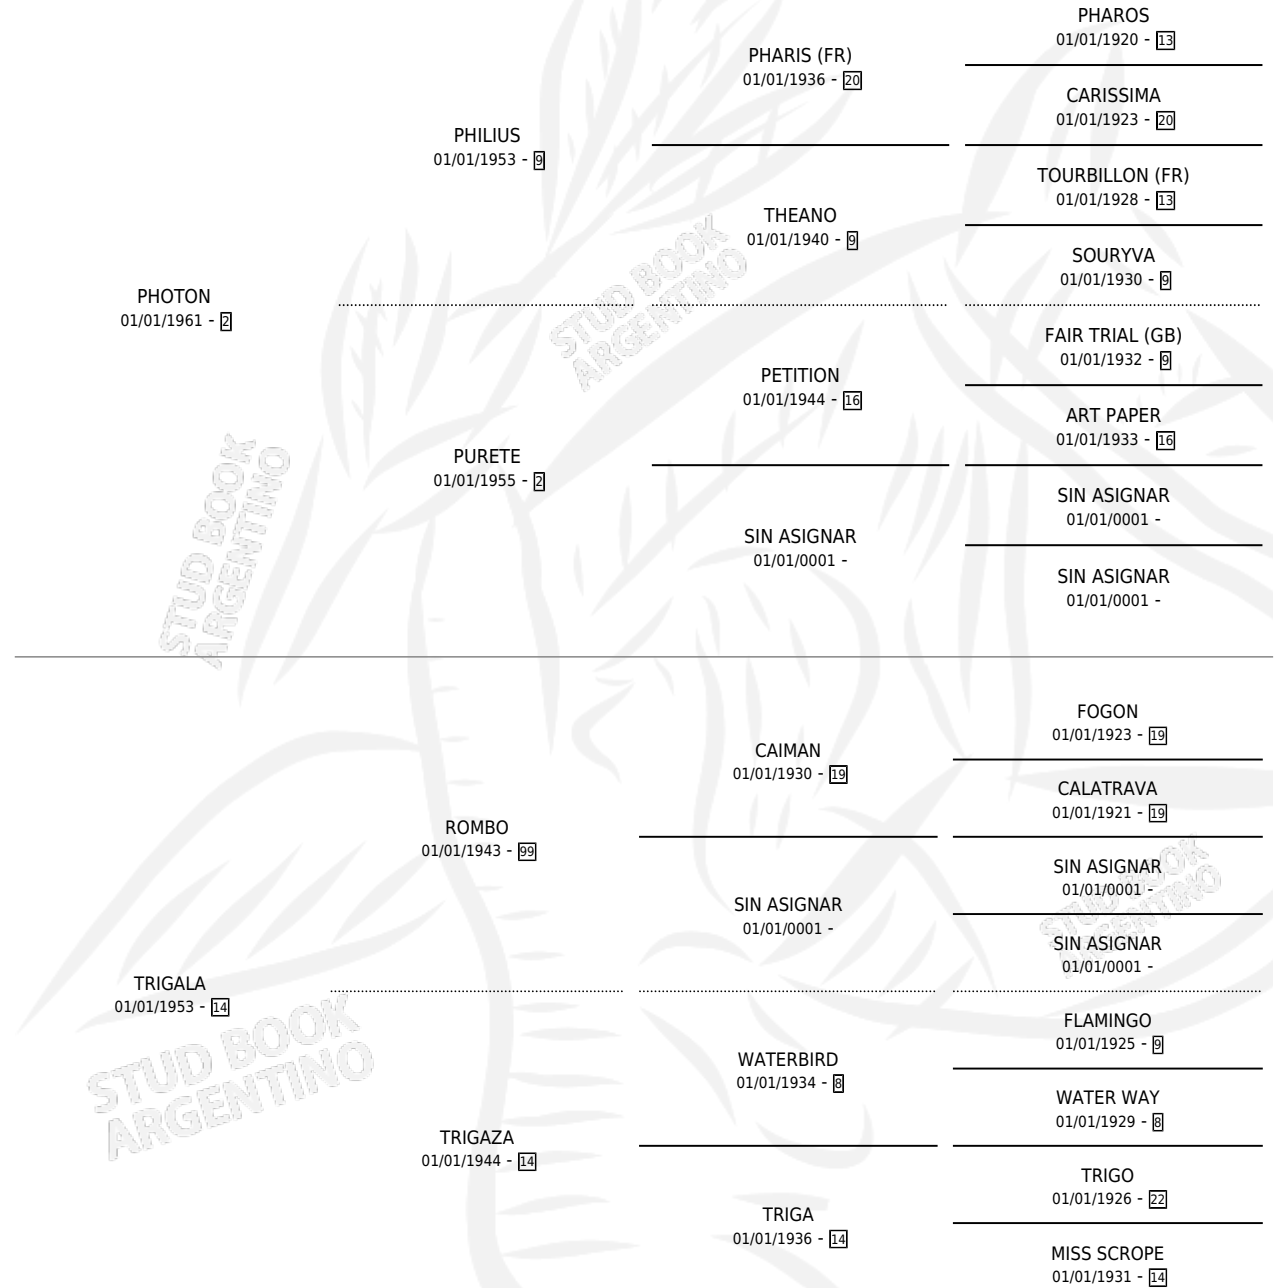 PHAROS
01/01/1920 - 13
PHARIS (FR)
01/01/1936 - 20
CARISSIMA
01/01/1923 - 20
PHILIUS
01/01/1953 - 9
TOURBILLON (FR)
01/01/1928 - 13
THEANO
01/01/1940 - 9
SOURYVA
01/01/1930 - 9
PHOTON
01/01/1961 - 2
FAIR TRIAL (GB)
01/01/1932 - 9
PETITION
01/01/1944 - 16
ART PAPER
01/01/1933 - 16
PURETE
01/01/1955 - 2
SIN ASIGNAR
01/01/0001 -
SIN ASIGNAR
01/01/0001 -
SIN ASIGNAR
01/01/0001 -
FOGON
01/01/1923 - 19
CAIMAN
01/01/1930 - 19
CALATRAVA
01/01/1921 - 19
ROMBO
01/01/1943 - 99
SIN ASIGNAR
01/01/0001 -
SIN ASIGNAR
01/01/0001 -
SIN ASIGNAR
01/01/0001 -
TRIGALA
01/01/1953 - 14
FLAMINGO
01/01/1925 - 9
WATERBIRD
01/01/1934 - 8
WATER WAY
01/01/1929 - 8
TRIGAZA
01/01/1944 - 14
TRIGO
01/01/1926 - 22
TRIGA
01/01/1936 - 14
MISS SCROPE
01/01/1931 - 14
STUD BOOK
ARGENTINO
STUD BOOK
ARGENTINO
STUD BOOK
ARGENTINO
STUD BOOK
ARGENTINO